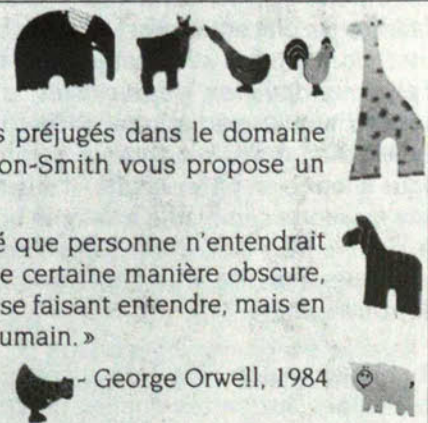 s préjugés dans le domaine
on-Smith vous propose un
é que personne n'entendrait
e certaine manière obscure,
se faisant entendre, mais en
umain. »
- George Orwell, 1984